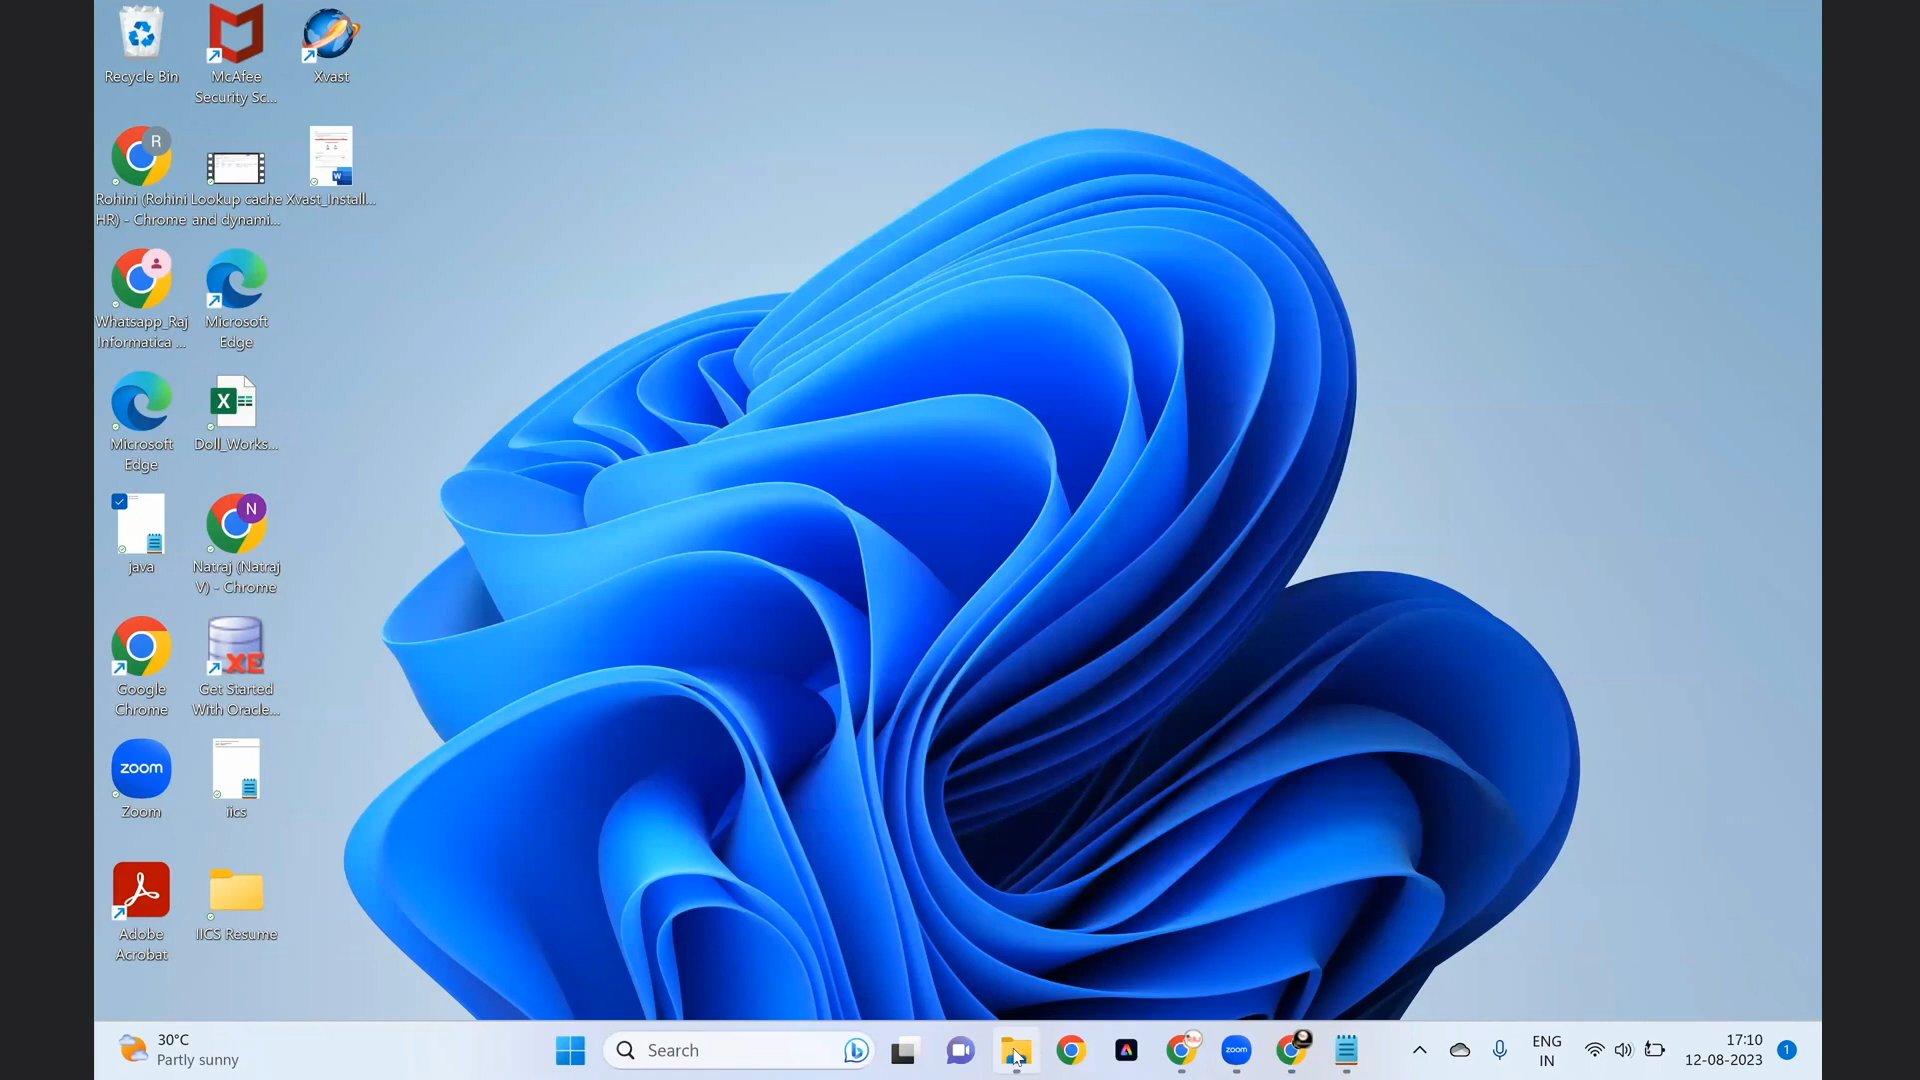 Recycle Bin
McAfee
Security Sc...
Xvast
R
Rohini (Rohini
HR) - Chrome
Lookup cache
and dynami...
W
Xvast_Install...
Whatsapp_Raj
Informatica ...
Microsoft
Edge
Microsoft
Edge
X
Doll_Works...
java
N
Natraj (Natraj
V) - Chrome
Google
Chrome
XE
Get Started
With Oracle...
zoom
Zoom
iics
Adobe
Acrobat
IICS Resume
30°C
Partly sunny
Search
zoom
ENG
IN
17:10
12-08-2023
1